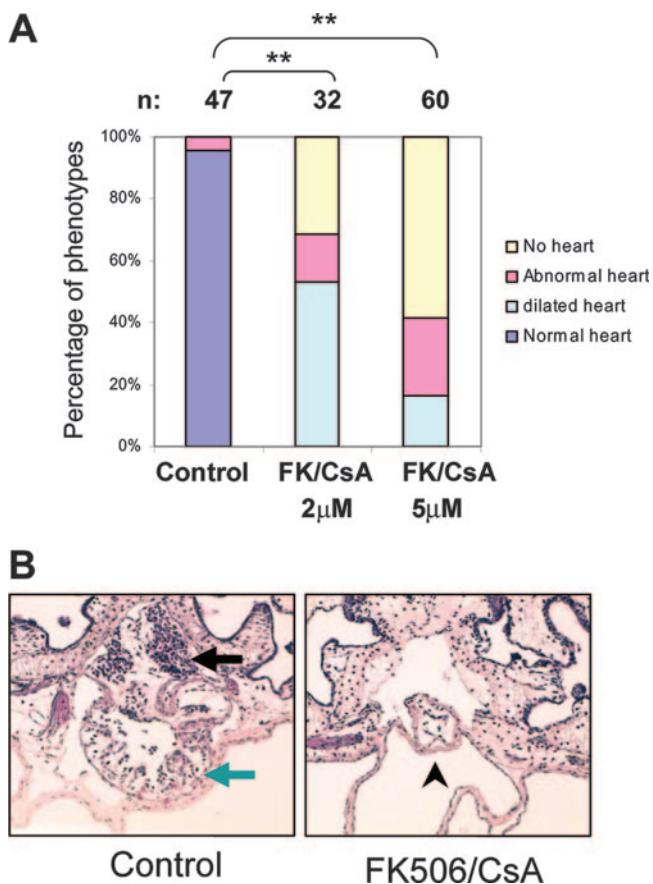 A
**
**
n: 47 32 60
Percentage of phenotypes
100%
80%
60%
40%
20%
0%
No heart
Abnormal heart
dilated heart
Normal heart
Control FK/CsA FK/CsA
2μM 5μM
B
Control FK506/CsA